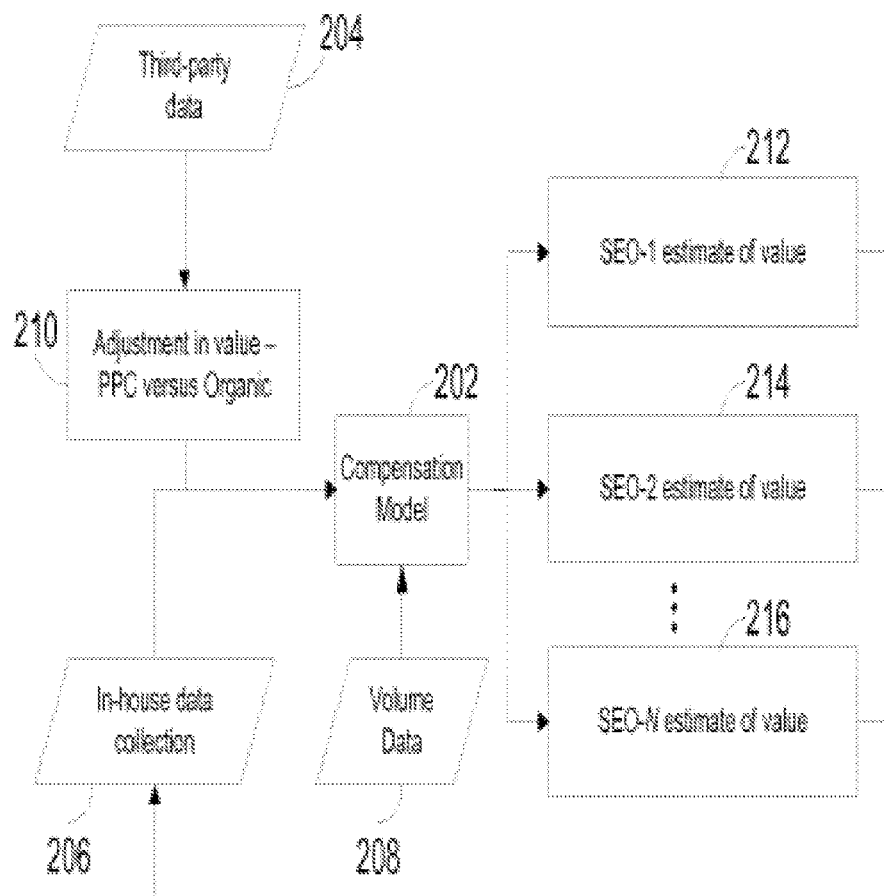 204
Third-party
data
212
SEO-1 estimate of value
210
Adjustment in value –
PPC versus Organic
202
214
Compensation
Model
SEO-2 estimate of value
216
In-house data
collection
Volume
Data
SEO-N estimate of value
206
208